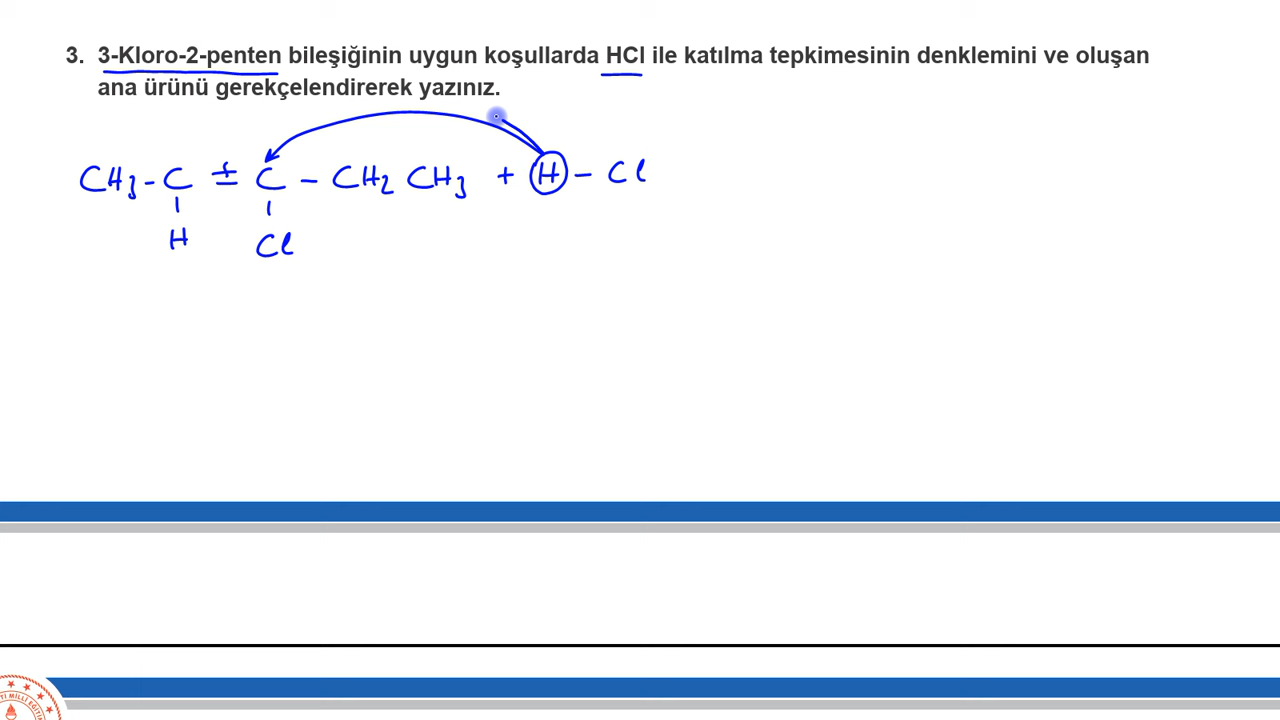 3. 3-Kloro-2-penten bileşiğinin uygun koşullarda HCl ile katılma tepkimesinin denklemini ve oluşan
ana ürünü gerekçelendirerek yazınız.
CH3 - C = C - CH2 CH3 + H - Cl
H Cl